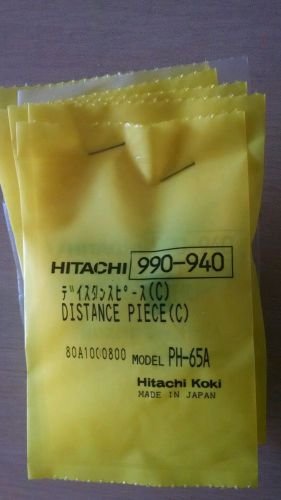 HITACHI 990-940
ディスタンスピース(C)
DISTANCE PIECE(C)
80A1000800 MODEL PH-65A
Hitachi Koki
MADE IN JAPAN